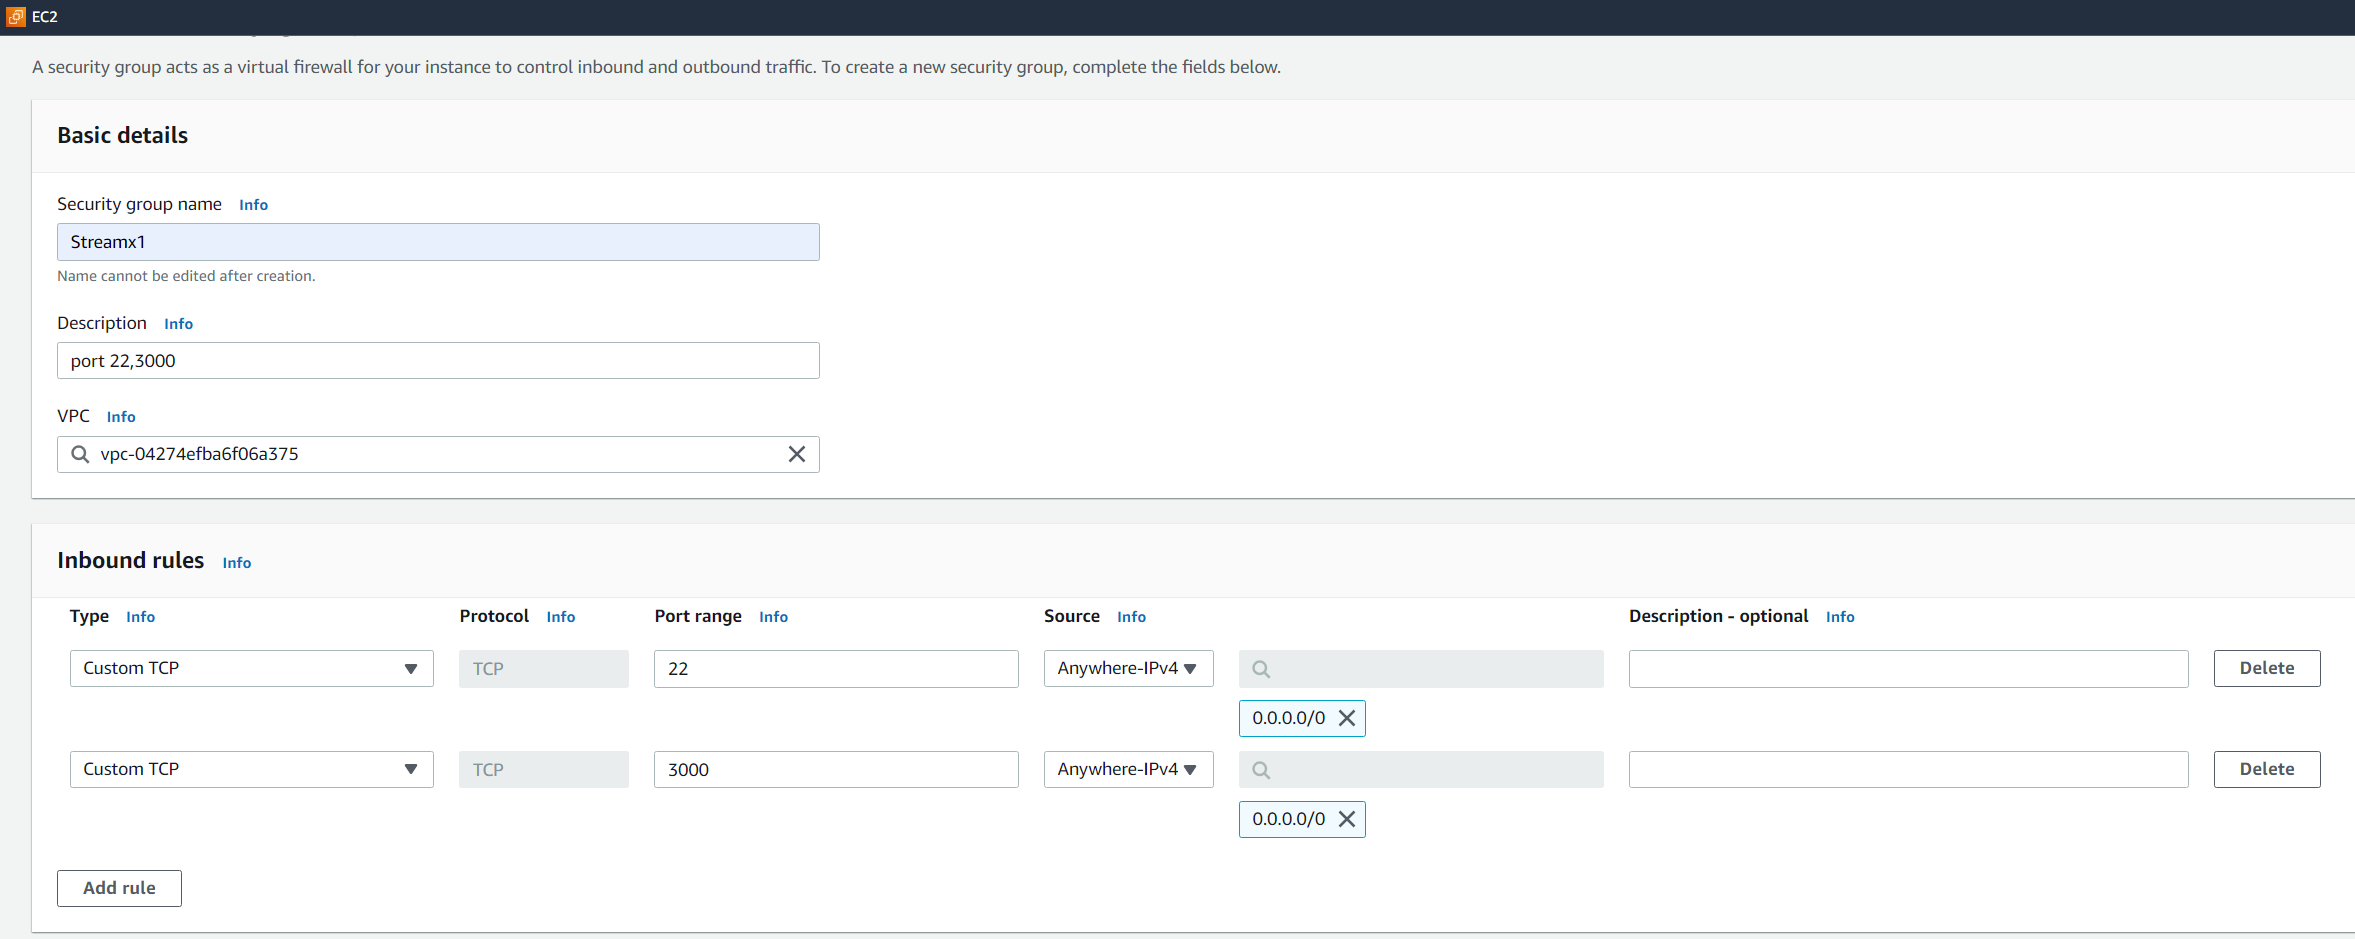 EC2
A security group acts as a virtual firewall for your instance to control inbound and outbound traffic. To create a new security group, complete the fields below.
Basic details
Security group name Info
Streamx1
Name cannot be edited after creation.
Description Info
port 22,3000
VPC Info
vpc-04274efba6f06a375
Inbound rules Info
Type Info Protocol Info Port range Info Source Info Description - optional Info
Custom TCP TCP 22 Anywhere-IPv4 Delete
0.0.0.0/0
Custom TCP TCP 3000 Anywhere-IPv4 Delete
0.0.0.0/0
Add rule